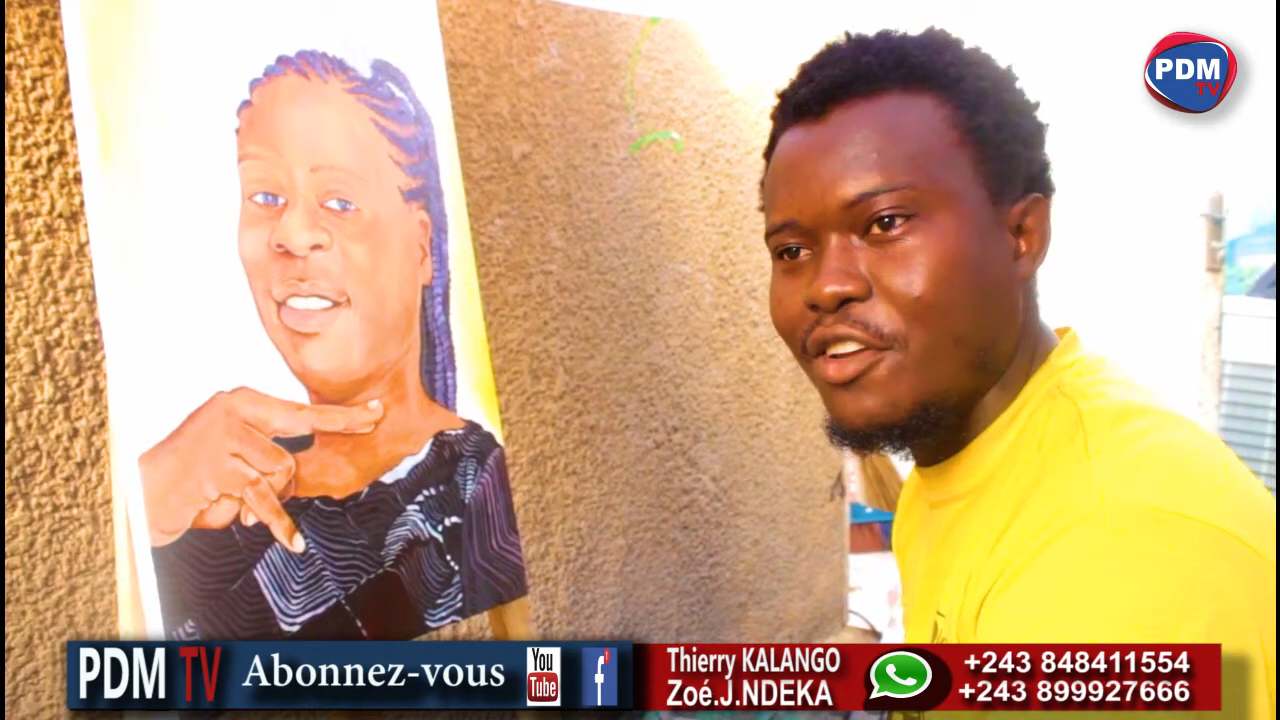 PDM
TV
PDM TV Abonnez-vous
You
Tube
f
Thierry KALANGO
Zoé.J.NDEKA
+243 848411554
+243 899927666